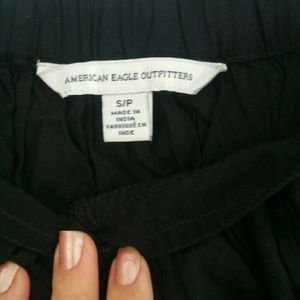 AMERICAN EAGLE OUTFITTERS
S/P
MADE IN
INDIA
FABRIQUÉ EN
INDE